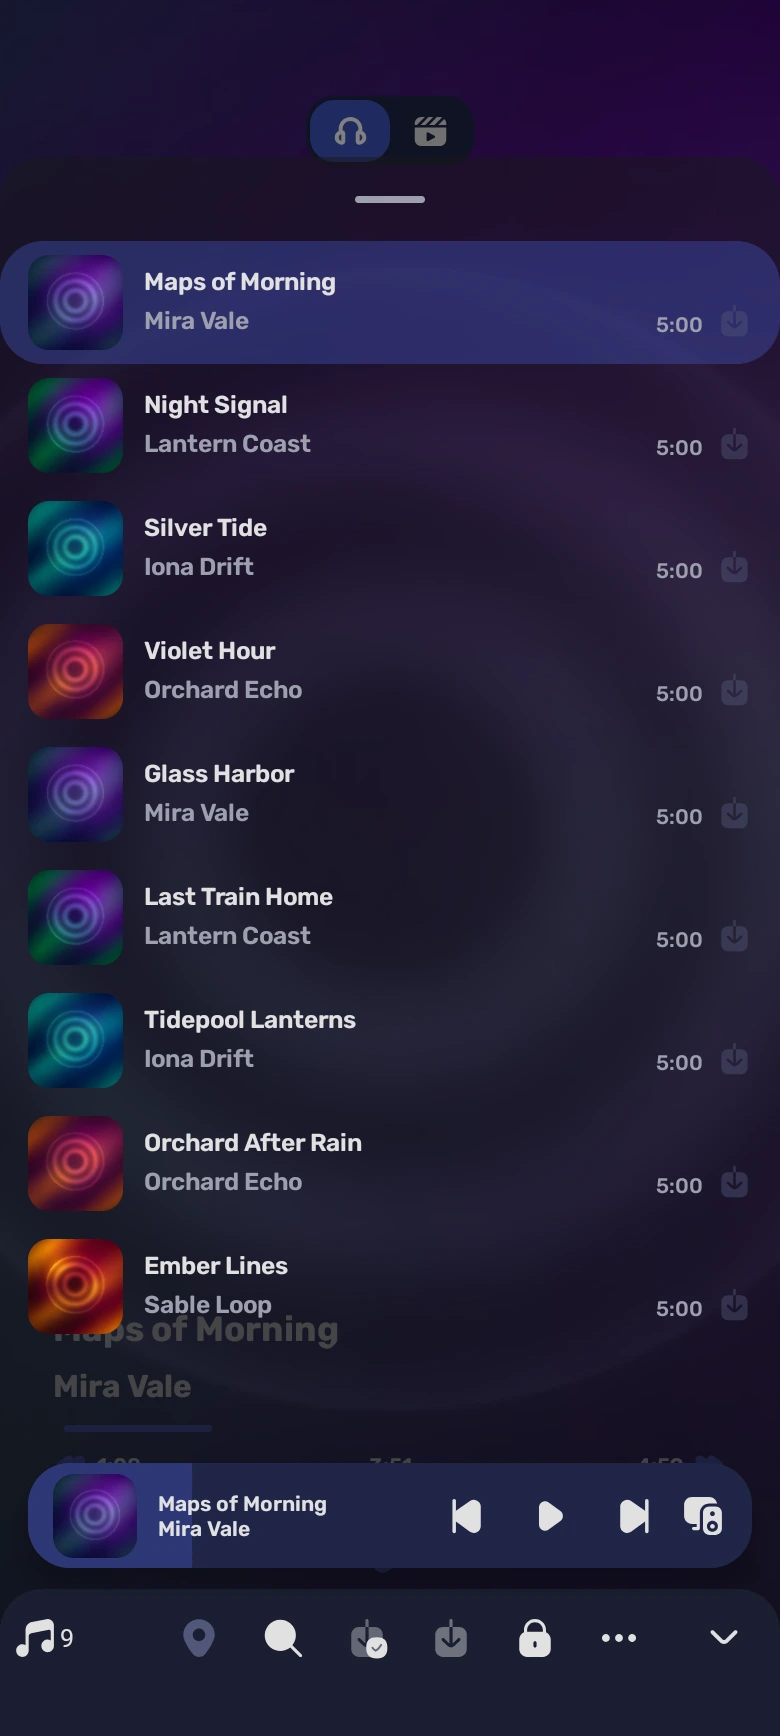 Maps of Morning
Mira Vale
5:00
Night Signal
Lantern Coast
5:00
Silver Tide
Iona Drift
5:00
Violet Hour
Orchard Echo
5:00
Glass Harbor
Mira Vale
5:00
Last Train Home
Lantern Coast
5:00
Tidepool Lanterns
Iona Drift
5:00
Orchard After Rain
Orchard Echo
5:00
Ember Lines
Sable Loop
5:00
Maps of Morning
Mira Vale
Maps of Morning
Mira Vale
9